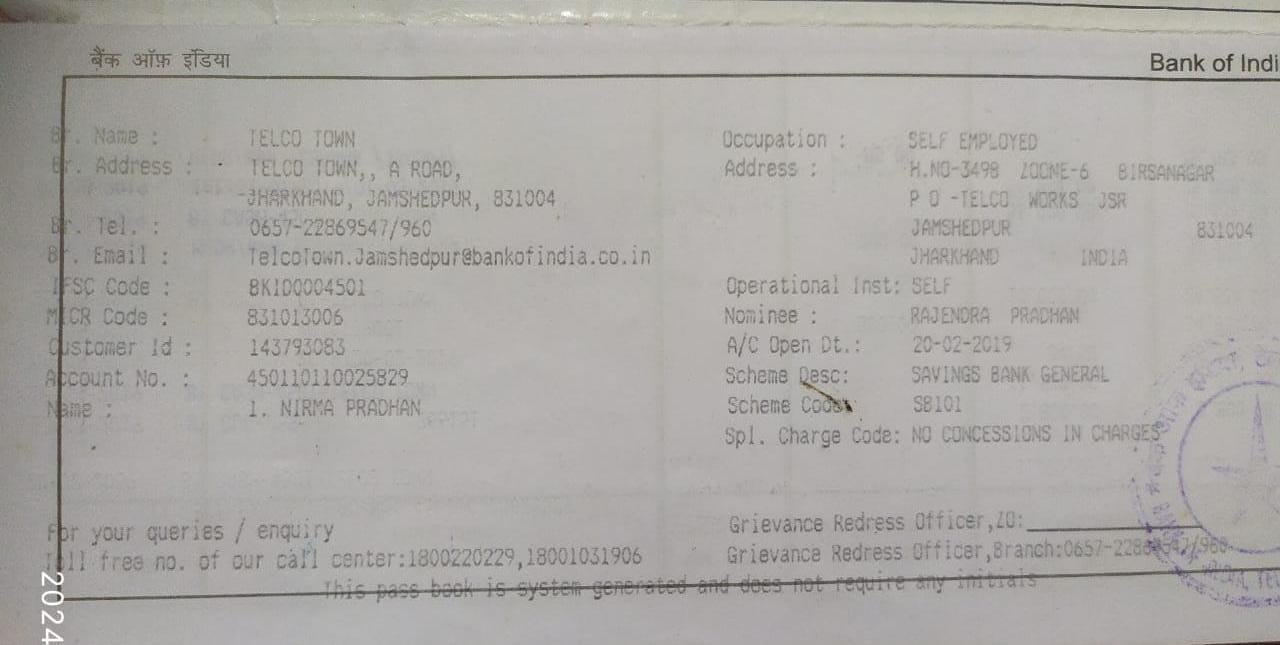 बैंक ऑफ़ इंडिया
Bank of Indi
Br. Name : TELCO TOWN
Br. Address : TELCO TOWN,, A ROAD,
JHARKHAND, JAMSHEDPUR, 831004
Br. Tel. : 0657-22869547/960
Br. Email : TelcoTown.Jamshedpur@bankofindia.co.in
IFSC Code : BKID0004501
MICR Code : 831013006
Customer Id : 143793083
Account No. : 450110110025829
Name : 1. NIRMA PRADHAN
Occupation : SELF EMPLOYED
Address : H.NO-3498 ZOONE-6 BIRSANAGAR
P O -TELCO WORKS JSR
JAMSHEDPUR 831004
JHARKHAND INDIA
Operational Inst: SELF
Nominee : RAJENDRA PRADHAN
A/C Open Dt.: 20-02-2019
Scheme Desc: SAVINGS BANK GENERAL
Scheme Code: SB101
Spl. Charge Code: NO CONCESSIONS IN CHARGES
For your queries / enquiry
Toll free no. of our call center:1800220229,18001031906
Grievance Redress Officer,ZO:
Grievance Redress Officer,Branch:0657-22869547/960
This pass book is system generated and does not require any initials
2024